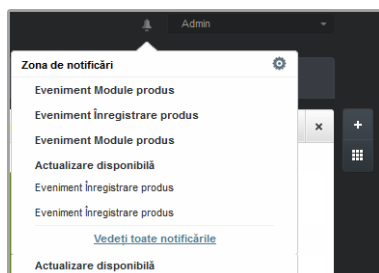 Admin
Zona de notificări
Eveniment Module produs
Eveniment Înregistrare produs
Eveniment Module produs
Actualizare disponibilă
Eveniment Înregistrare produs
Eveniment Înregistrare produs
Vedeți toate notificările
Actualizare disponibilă